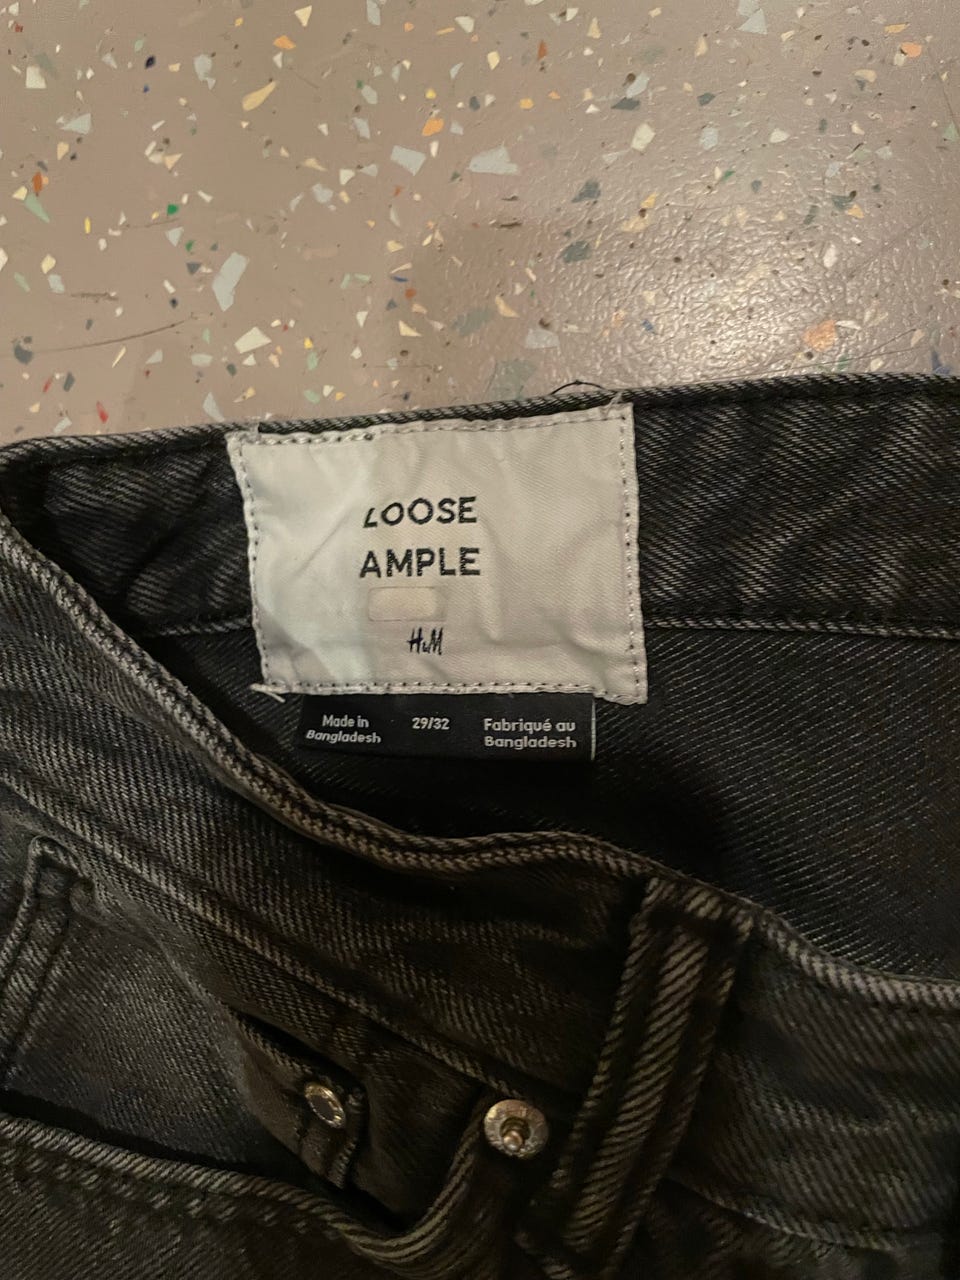 LOOSE
AMPLE
H&M
Made in
Bangladesh
29/32
Fabriqué au
Bangladesh